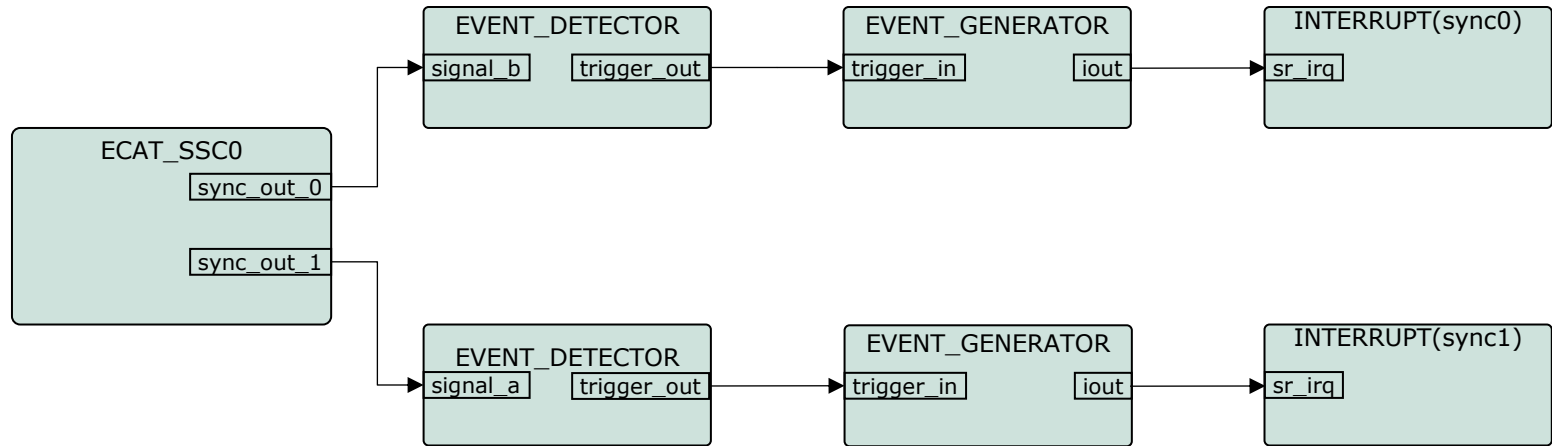 EVENT_DETECTOR
signal_b
trigger_out
EVENT_GENERATOR
trigger_in
iout
INTERRUPT(sync0)
sr_irq
ECAT_SSC0
sync_out_0
sync_out_1
EVENT_DETECTOR
signal_a
trigger_out
EVENT_GENERATOR
trigger_in
iout
INTERRUPT(sync1)
sr_irq